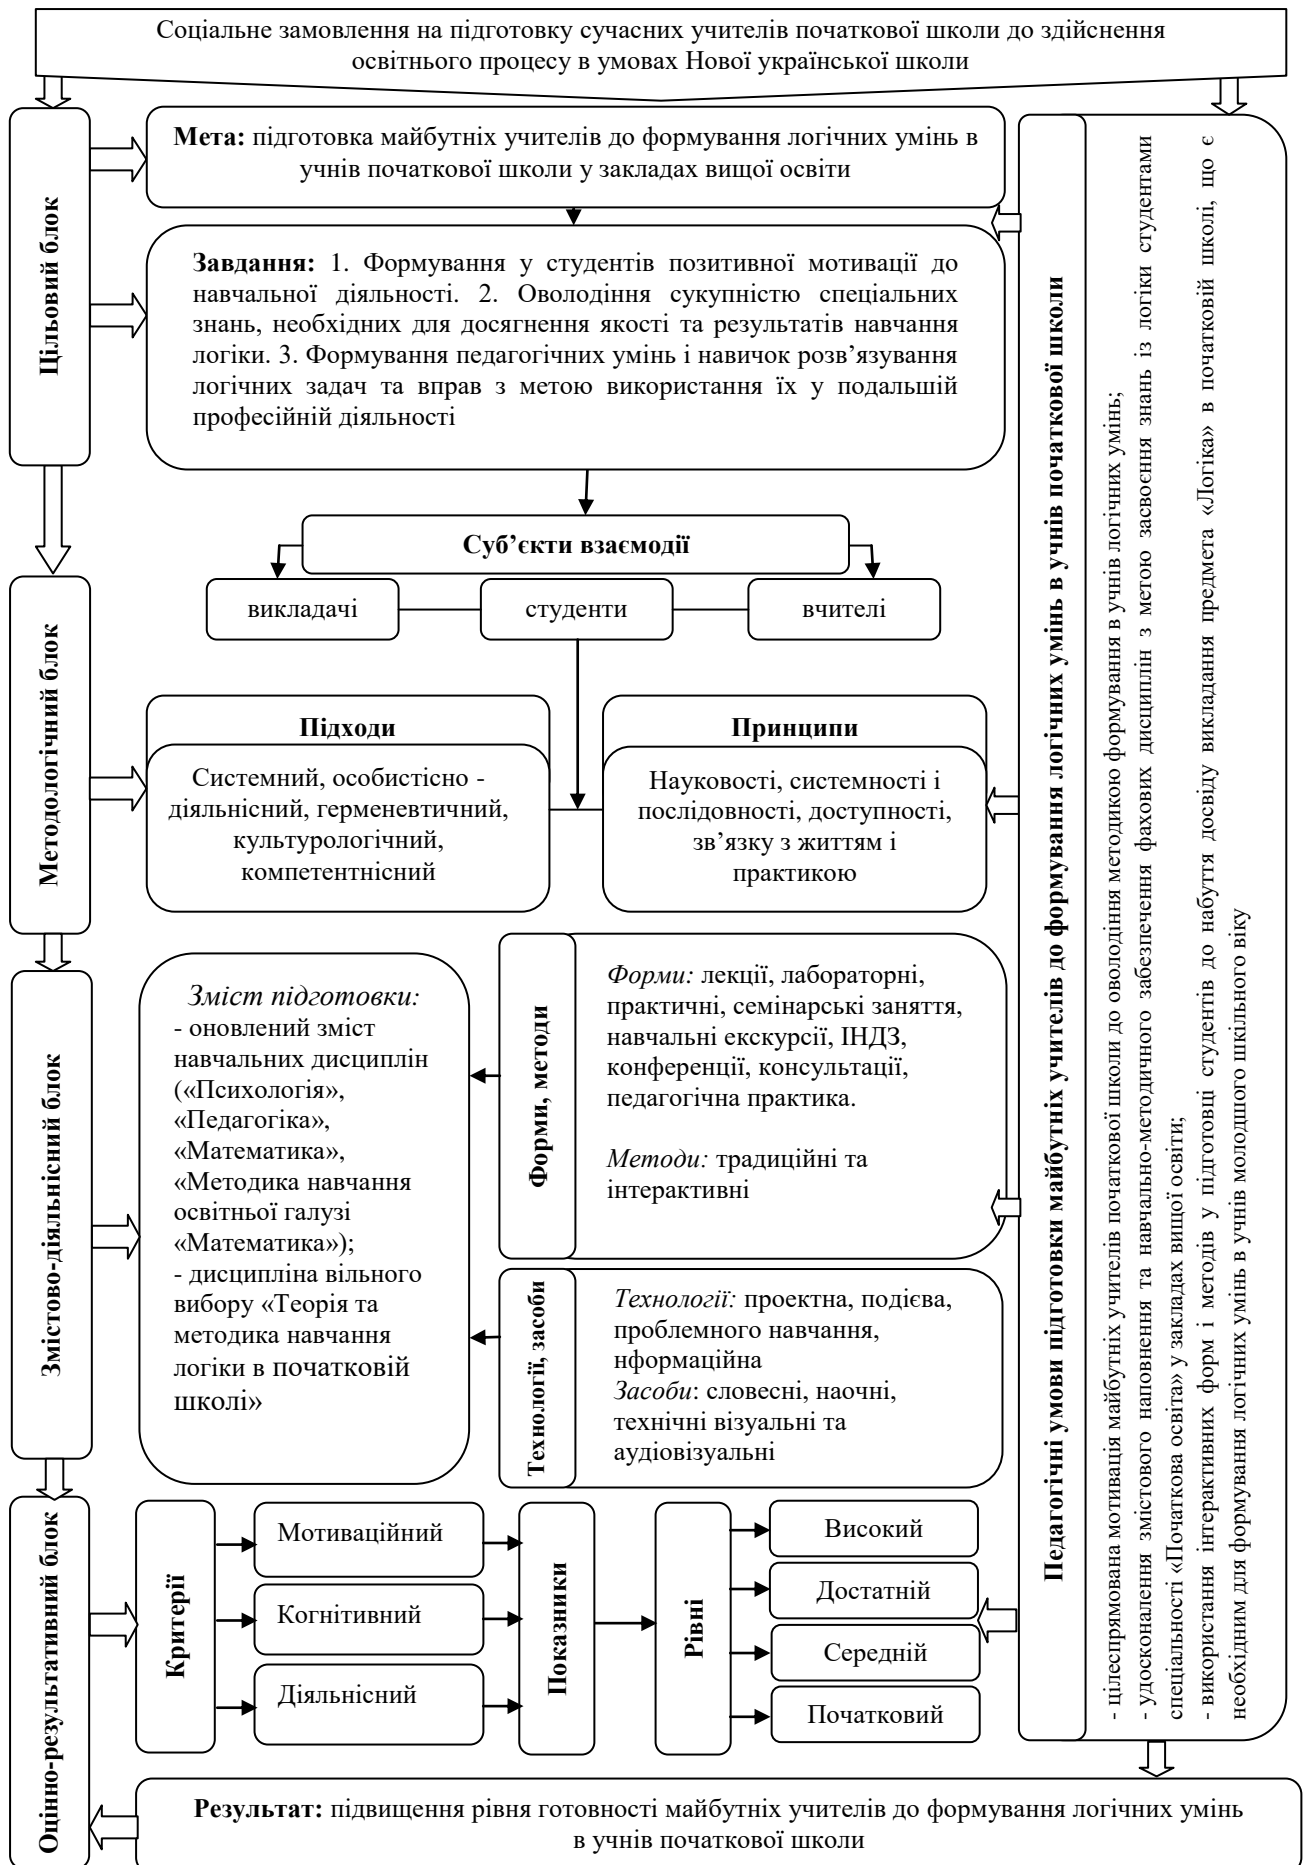 Соціальне замовлення на підготовку сучасних учителів початкової школи до здійснення
освітнього процесу в умовах Нової української школи
Цільовий блок
Мета: підготовка майбутніх учителів до формування логічних умінь в
учнів початкової школи у закладах вищої освіти
Завдання: 1. Формування у студентів позитивної мотивації до
навчальної діяльності. 2. Оволодіння сукупністю спеціальних
знань, необхідних для досягнення якості та результатів навчання
логіки. 3. Формування педагогічних умінь і навичок розв’язування
логічних задач та вправ з метою використання їх у подальшій
професійній діяльності
Суб’єкти взаємодії
викладачі
студенти
вчителі
Методологічний блок
Підходи
Системний, особистісно -
діяльнісний, герменевтичний,
культурологічний,
компетентнісний
Принципи
Науковості, системності і
послідовності, доступності,
зв’язку з життям і
практикою
Змістово-діяльнісний блок
Зміст підготовки:
- оновлений зміст
навчальних дисциплін
(«Психологія»,
«Педагогіка»,
«Математика»,
«Методика навчання
освітньої галузі
«Математика»);
- дисципліна вільного
вибору «Теорія та
методика навчання
логіки в початковій
школі»
Форми, методи
Форми: лекції, лабораторні,
практичні, семінарські заняття,
навчальні екскурсії, ІНДЗ,
конференції, консультації,
педагогічна практика.
Методи: традиційні та
інтерактивні
Технології, засоби
Технології: проектна, подієва,
проблемного навчання,
нформаційна
Засоби: словесні, наочні,
технічні візуальні та
аудіовізуальні
Оцінно-результативний блок
Критерії
Мотиваційний
Когнітивний
Діяльнісний
Показники
Рівні
Високий
Достатній
Середній
Початковий
Педагогічні умови підготовки майбутніх учителів до формування логічних умінь в учнів початкової школи
- цілеспрямована мотивація майбутніх учителів початкової школи до оволодіння методикою формування в учнів логічних умінь;
- удосконалення змістового наповнення та навчально-методичного забезпечення фахових дисциплін з метою засвоєння знань із логіки студентами
спеціальності «Початкова освіта» у закладах вищої освіти;
- використання інтерактивних форм і методів у підготовці студентів до набуття досвіду викладання предмета «Логіка» в початковій школі, що є
необхідним для формування логічних умінь в учнів молодшого шкільного віку
Результат: підвищення рівня готовності майбутніх учителів до формування логічних умінь
в учнів початкової школи